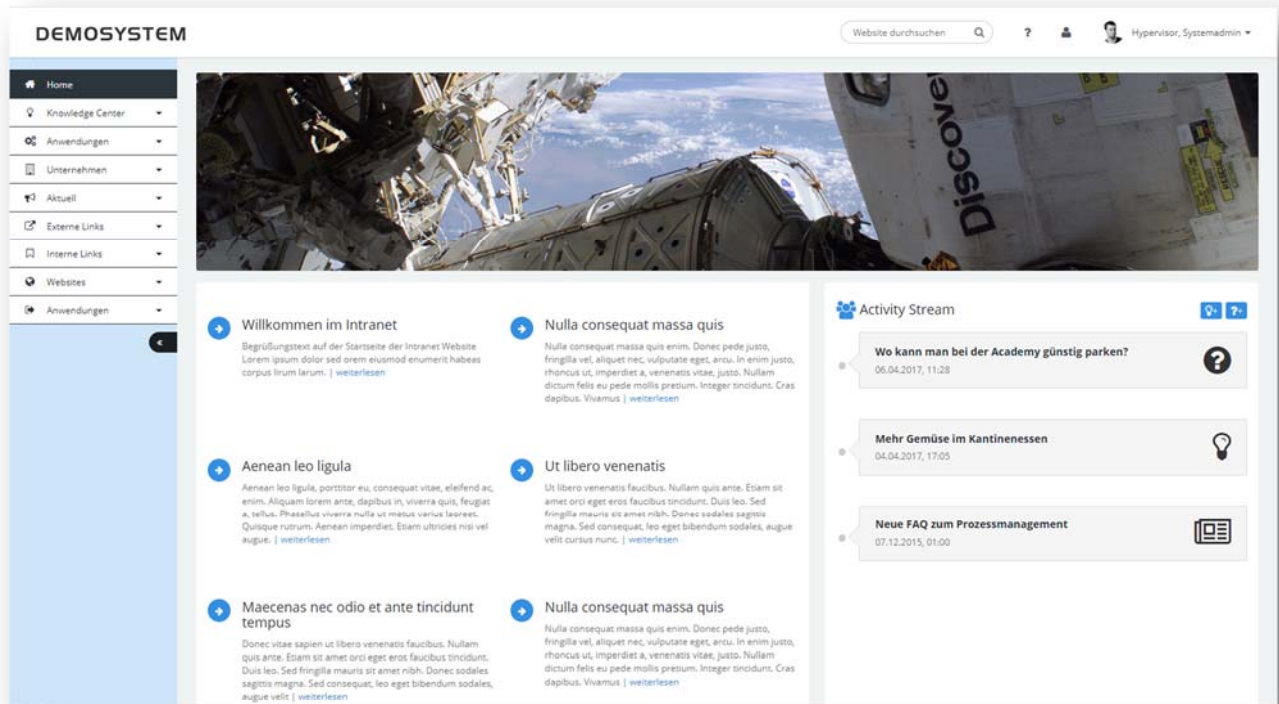 DEMOSYSTEM
Website durchsuchen
?
Hypervisor, Systemadmin
Home
Knowledge Center
Anwendungen
Unternehmen
Aktuell
Externe Links
Interne Links
Websites
Anwendungen
Discover
Willkommen im Intranet
Begrüßungstext auf der Startseite der Intranet Website
Lorem ipsum dolor sed orem eiusmod enumerit habeas
corpus lirum larum. | weiterlesen
Nulla consequat massa quis
Nulla consequat massa quis enim. Donec pede justo,
fringilla vel, aliquet nec, vulputate eget, arcu. In enim justo,
rhoncus ut, imperdiet a, venenatis vitae, justo. Nullam
dictum felis eu pede mollis pretium. Integer tincidunt. Cras
dapibus. Vivamus | weiterlesen
Aenean leo ligula
Aenean leo ligula, porttitor eu, consequat vitae, eleifend ac,
enim. Aliquam lorem ante, dapibus in, viverra quis, feugiat
a, tellus. Phasellus viverra nulla ut metus varius laoreet.
Quisque rutrum. Aenean imperdiet. Etiam ultricies nisi vel
augue. | weiterlesen
Ut libero venenatis
Ut libero venenatis faucibus. Nullam quis ante. Etiam sit
amet orci eget eros faucibus tincidunt. Duis leo. Sed
fringilla mauris sit amet nibh. Donec sodales sagittis
magna. Sed consequat, leo eget bibendum sodales, augue
velit cursus nunc. | weiterlesen
Maecenas nec odio et ante tincidunt
tempus
Donec vitae sapien ut libero venenatis faucibus. Nullam
quis ante. Etiam sit amet orci eget eros faucibus tincidunt.
Duis leo. Sed fringilla mauris sit amet nibh. Donec sodales
sagittis magna. Sed consequat, leo eget bibendum sodales,
augue velit | weiterlesen
Nulla consequat massa quis
Nulla consequat massa quis enim. Donec pede justo,
fringilla vel, aliquet nec, vulputate eget, arcu. In enim justo,
rhoncus ut, imperdiet a, venenatis vitae, justo. Nullam
dictum felis eu pede mollis pretium. Integer tincidunt. Cras
dapibus. Vivamus | weiterlesen
Activity Stream
Wo kann man bei der Academy günstig parken?
06.04.2017, 11:28
Mehr Gemüse im Kantinenessen
04.04.2017, 17:05
Neue FAQ zum Prozessmanagement
07.12.2015, 01:00